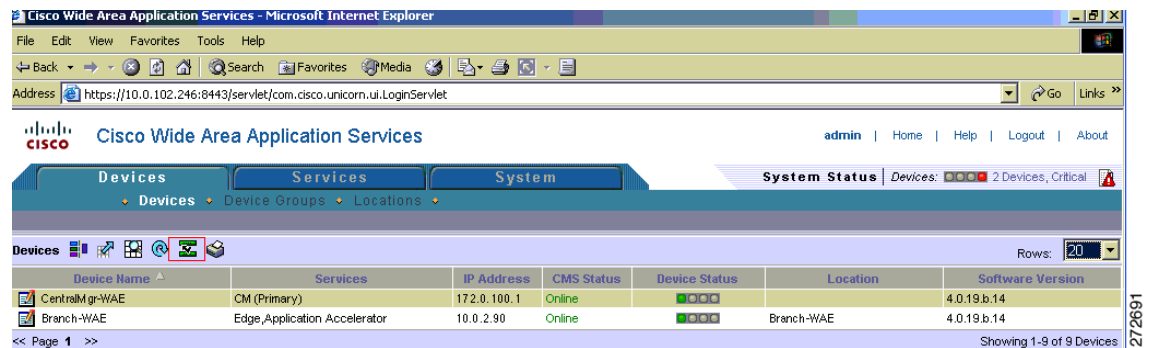 Cisco Wide Area Application Services - Microsoft Internet Explorer
File Edit View Favorites Tools Help
Back Search Favorites Media
Address https://10.0.102.246:8443/servlet/com.cisco.unicorn.ui.LoginServlet Go Links »
CISCO Cisco Wide Area Application Services admin | Home | Help | Logout | About
Devices Services System System Status Devices: 2 Devices, Critical
Devices Device Groups Locations
Devices Rows: 20
Device Name Services IP Address CMS Status Device Status Location Software Version
CentralMgr-WAE CM (Primary) 172.0.100.1 Online 4.0.19.b.14
Branch-WAE Edge,Application Accelerator 10.0.2.90 Online Branch-WAE 4.0.19.b.14
<< Page 1 >> Showing 1-9 of 9 Devices
272691